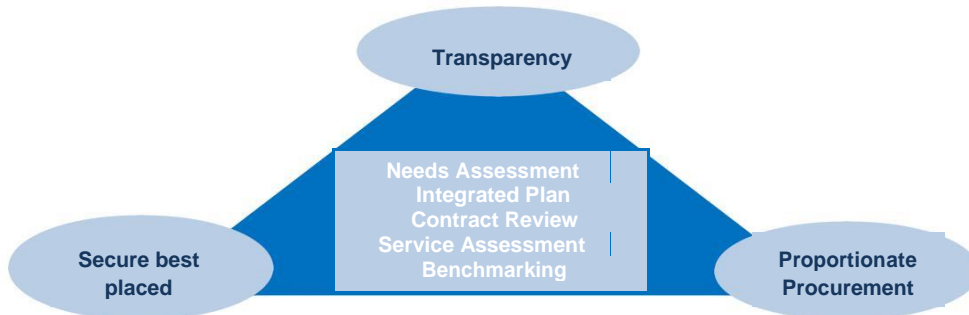 Transparency
Needs Assessment
Integrated Plan
Contract Review
Service Assessment
Benchmarking
Secure best
placed
Proportionate
Procurement